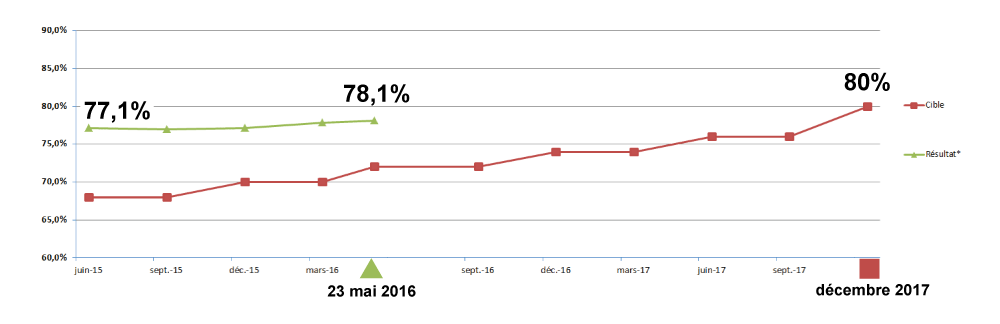 90,0%
85,0%
80,0%
75,0%
70,0%
65,0%
60,0%
77,1%
78,1%
80%
Cible
Résultat*
juin-15 sept.-15 déc.-15 mars-16 sept.-16 déc.-16 mars-17 juin-17 sept.-17
23 mai 2016
décembre 2017